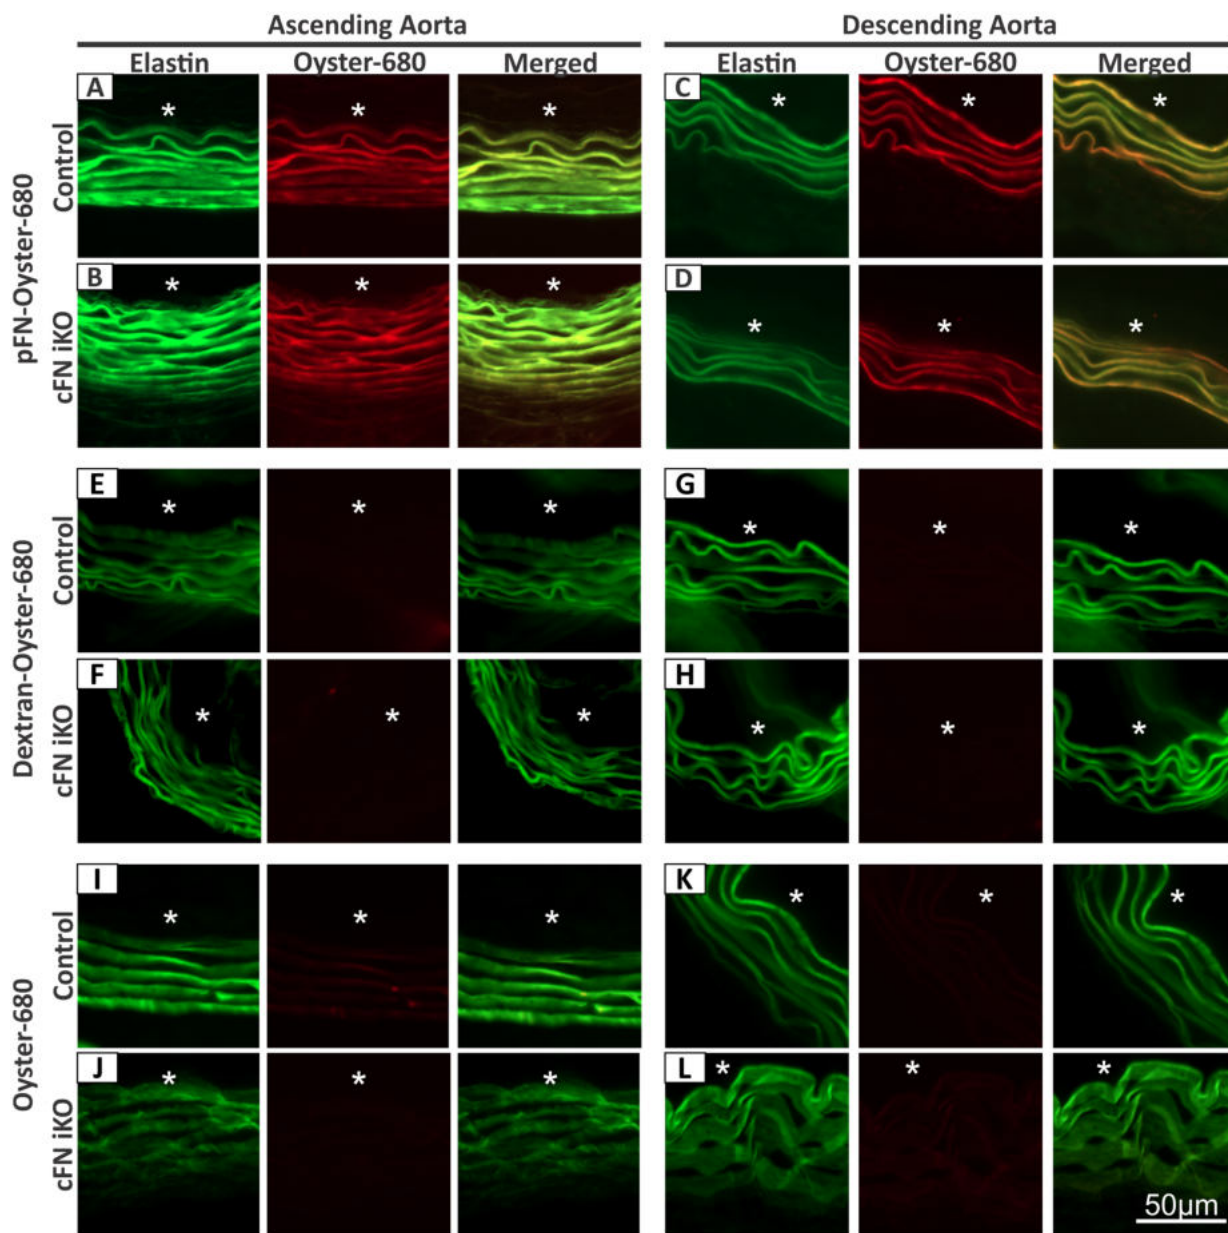 Ascending Aorta
Descending Aorta
Elastin
Oyster-680
Merged
Elastin
Oyster-680
Merged
pFN-Oyster-680
Control
A
*
*
*
C
*
*
*
cFN iKO
B
*
*
*
D
*
*
*
Dextran-Oyster-680
Control
E
*
*
*
G
*
*
*
cFN iKO
F
*
*
*
H
*
*
*
Oyster-680
Control
I
*
*
*
K
*
*
*
cFN iKO
J
*
*
*
L
*
*
*
50µm